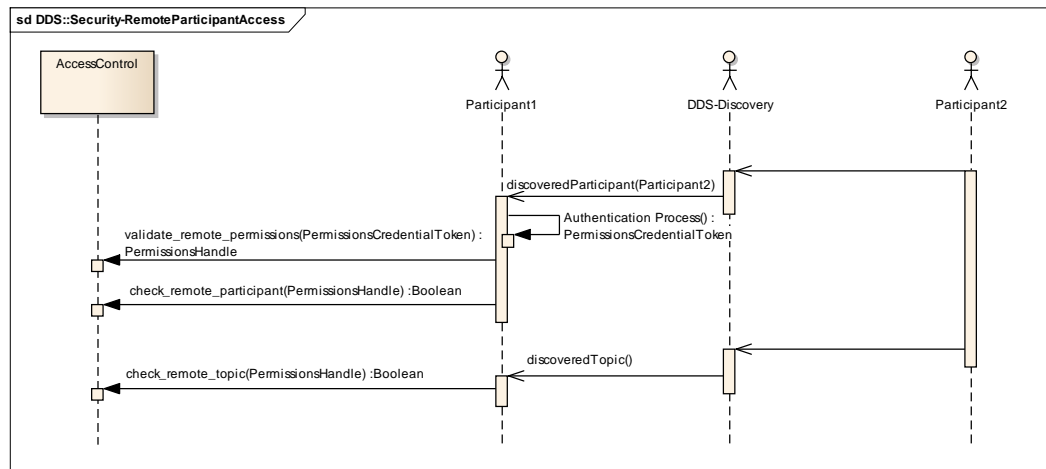 sd DDS::Security-RemoteParticipantAccess
AccessControl
Participant1
DDS-Discovery
Participant2
discoveredParticipant(Participant2)
Authentication Process() :
PermissionsCredentialToken
validate_remote_permissions(PermissionsCredentialToken) :
PermissionsHandle
check_remote_participant(PermissionsHandle) :Boolean
discoveredTopic()
check_remote_topic(PermissionsHandle) :Boolean